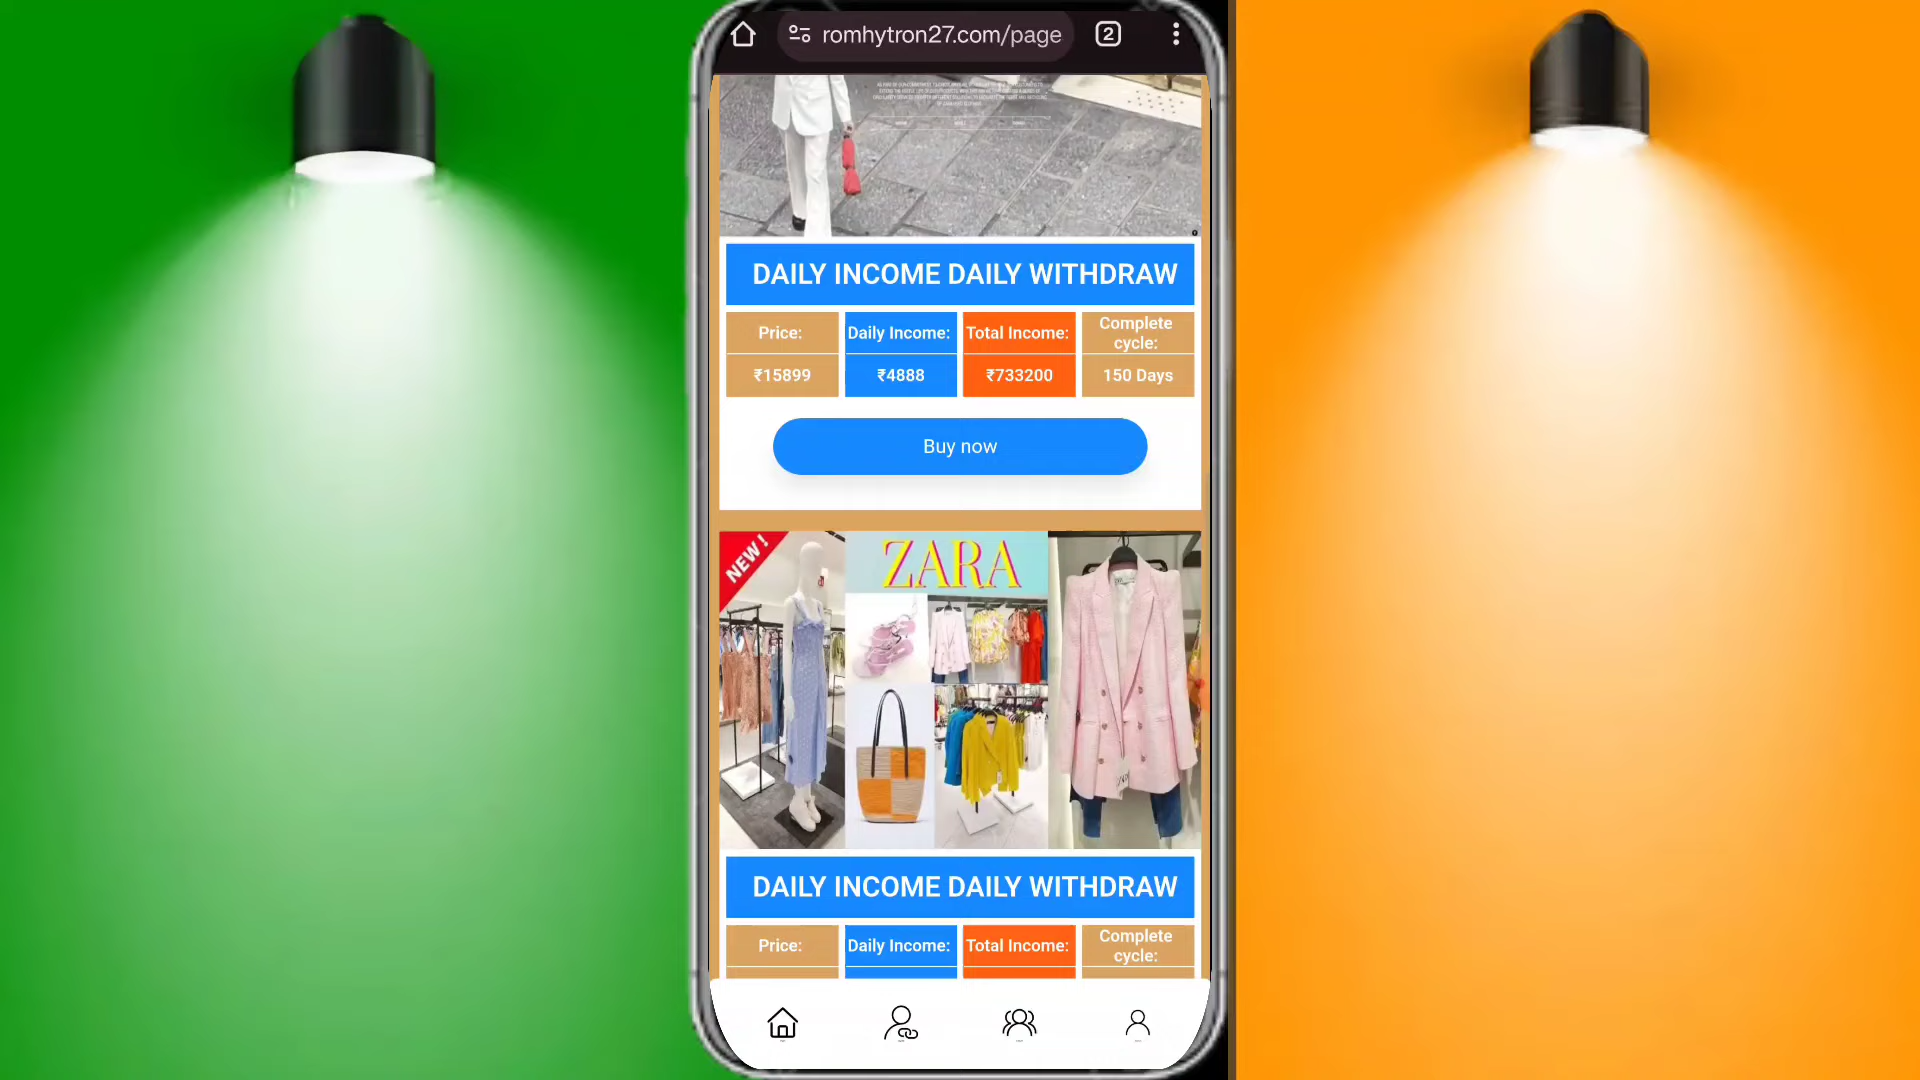 romhytron27.com/page
2
DAILY INCOME DAILY WITHDRAW
Price:
Daily Income:
Total Income:
Complete cycle:
₹15899
₹4888
₹733200
150 Days
Buy now
NEW!
ZARA
DAILY INCOME DAILY WITHDRAW
Price:
Daily Income:
Total Income:
Complete cycle: